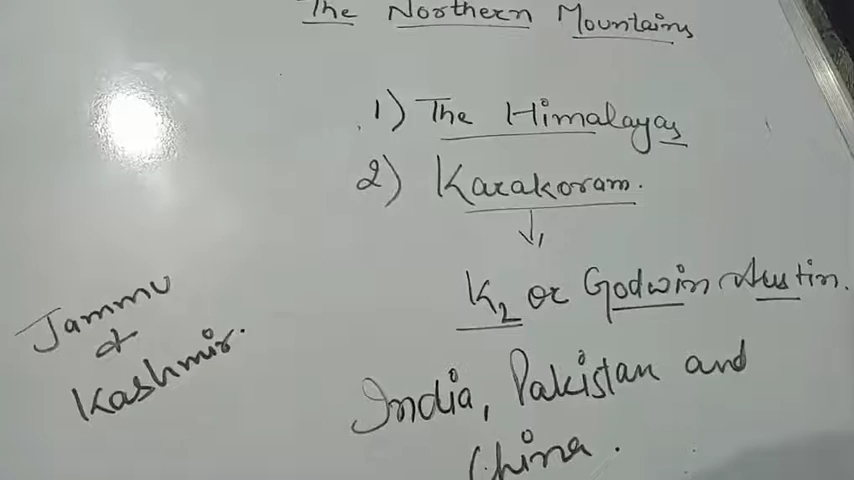 The Northern Mountains
1) The Himalayas
2) Karakoram.
K2 or Godwin Austin.
India, Pakistan and
China.
Jammu
&
Kashmir.